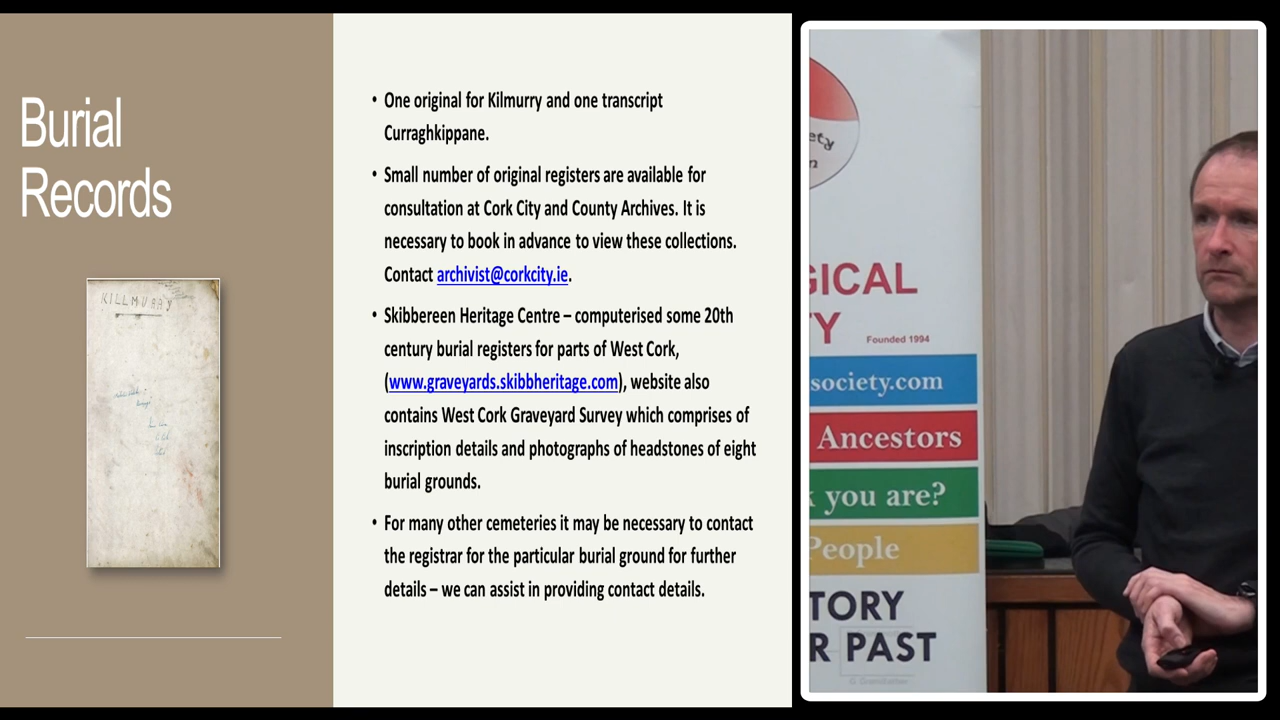 Burial
Records
KILLMURRY
• One original for Kilmurry and one transcript
Curraghkippane.
• Small number of original registers are available for
consultation at Cork City and County Archives. It is
necessary to book in advance to view these collections.
Contact archivist@corkcity.ie.
• Skibbereen Heritage Centre – computerised some 20th
century burial registers for parts of West Cork,
(www.graveyards.skibbheritage.com), website also
contains West Cork Graveyard Survey which comprises of
inscription details and photographs of headstones of eight
burial grounds.
• For many other cemeteries it may be necessary to contact
the registrar for the particular burial ground for further
details – we can assist in providing contact details.
ety
n
GICAL
TY
Founded 1994
society.com
Ancestors
k you are?
People
TORY
R PAST